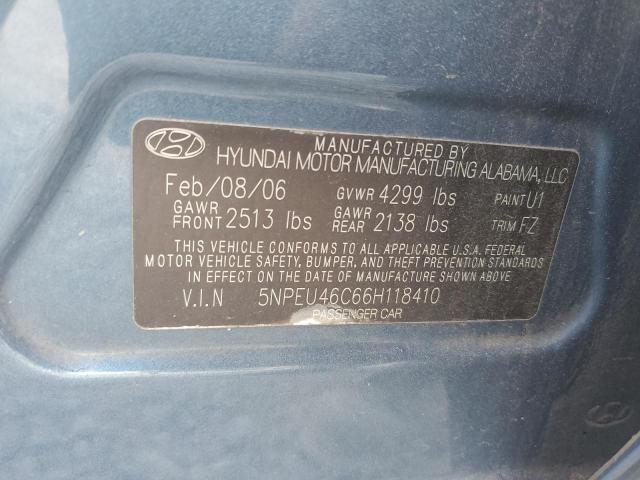 MANUFACTURED BY
HYUNDAI MOTOR MANUFACTURING ALABAMA, LLC
Feb/08/06 GVWR 4299 lbs PAINT U1
GAWR FRONT 2513 lbs GAWR REAR 2138 lbs TRIM FZ
THIS VEHICLE CONFORMS TO ALL APPLICABLE U.S.A. FEDERAL
MOTOR VEHICLE SAFETY, BUMPER, AND THEFT PREVENTION STANDARDS
IN EFFECT ON THE DATE OF MANUFACTURE SHOWN ABOVE
V.I.N 5NPEU46C66H118410
PASSENGER CAR